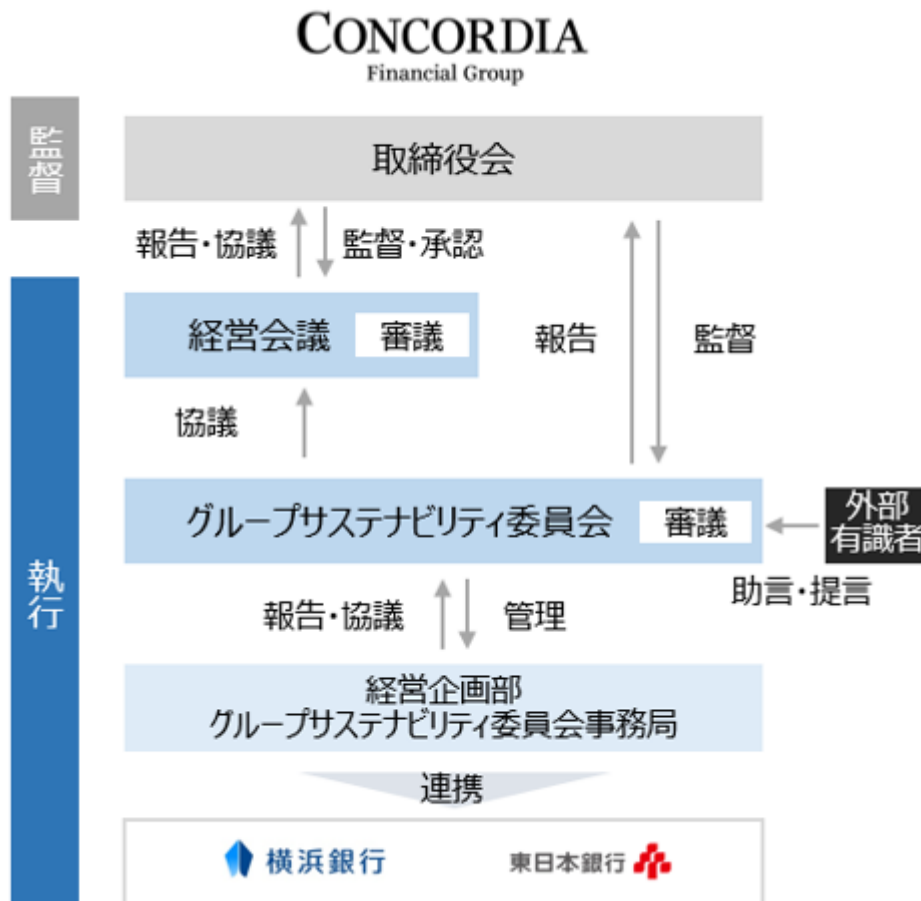 CONCORDIA
Financial Group
監督
取締役会
報告・協議
監督・承認
経営会議
審議
報告
監督
協議
グループサステナビリティ委員会
審議
外部
有識者
助言・提言
執行
報告・協議
管理
経営企画部
グループサステナビリティ委員会事務局
連携
横浜銀行
東日本銀行